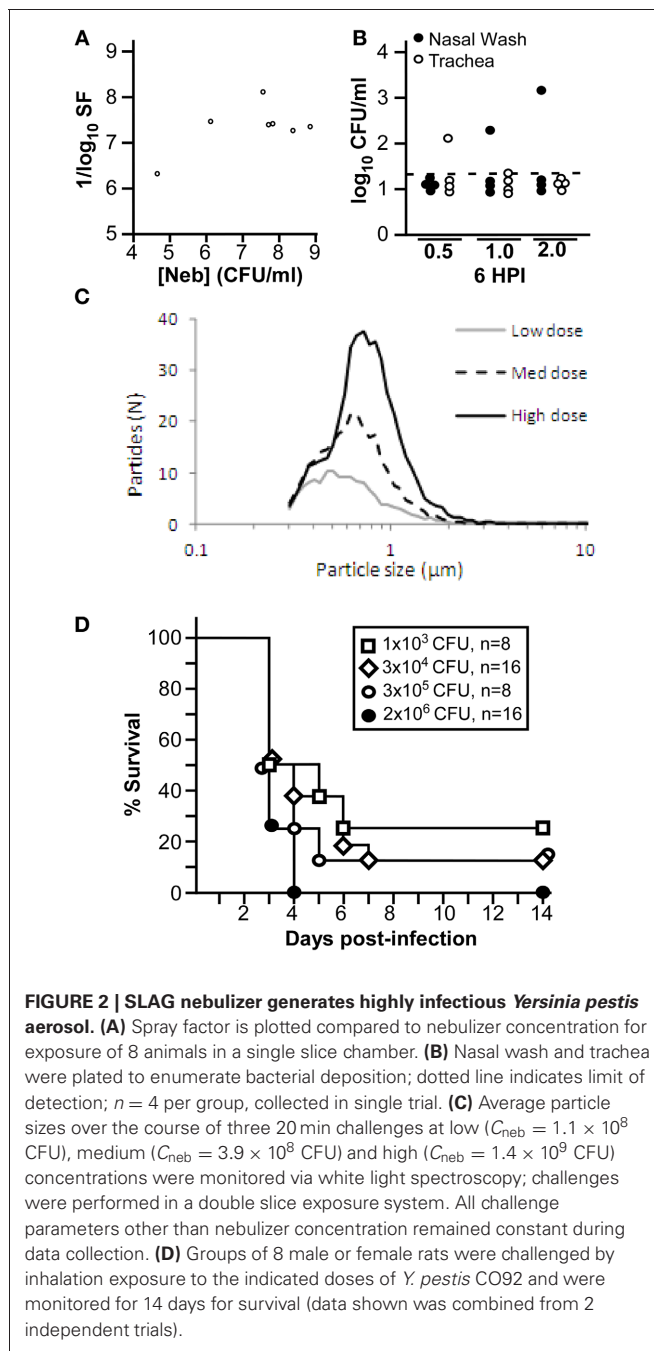 A
9
8
7
6
5
1/log10 SF
4 5 6 7 8 9
[Neb] (CFU/ml)
B
● Nasal Wash
○ Trachea
4
3
2
1
0
log10 CFU/ml
0.5 1.0 2.0
6 HPI
C
40
30
20
10
0
Particles (N)
Low dose
Med dose
High dose
0.1 1 10
Particle size (µm)
D
100
80
60
40
20
0
% Survival
1x10³ CFU, n=8
3x10⁴ CFU, n=16
3x10⁵ CFU, n=8
2x10⁶ CFU, n=16
2 4 6 8 10 12 14
Days post-infection
FIGURE 2 | SLAG nebulizer generates highly infectious Yersinia pestis
aerosol. (A) Spray factor is plotted compared to nebulizer concentration for
exposure of 8 animals in a single slice chamber. (B) Nasal wash and trachea
were plated to enumerate bacterial deposition; dotted line indicates limit of
detection; n = 4 per group, collected in single trial. (C) Average particle
sizes over the course of three 20 min challenges at low (Cneb = 1.1 × 10⁸
CFU), medium (Cneb = 3.9 × 10⁸ CFU) and high (Cneb = 1.4 × 10⁹ CFU)
concentrations were monitored via white light spectroscopy; challenges
were performed in a double slice exposure system. All challenge
parameters other than nebulizer concentration remained constant during
data collection. (D) Groups of 8 male or female rats were challenged by
inhalation exposure to the indicated doses of Y. pestis CO92 and were
monitored for 14 days for survival (data shown was combined from 2
independent trials).